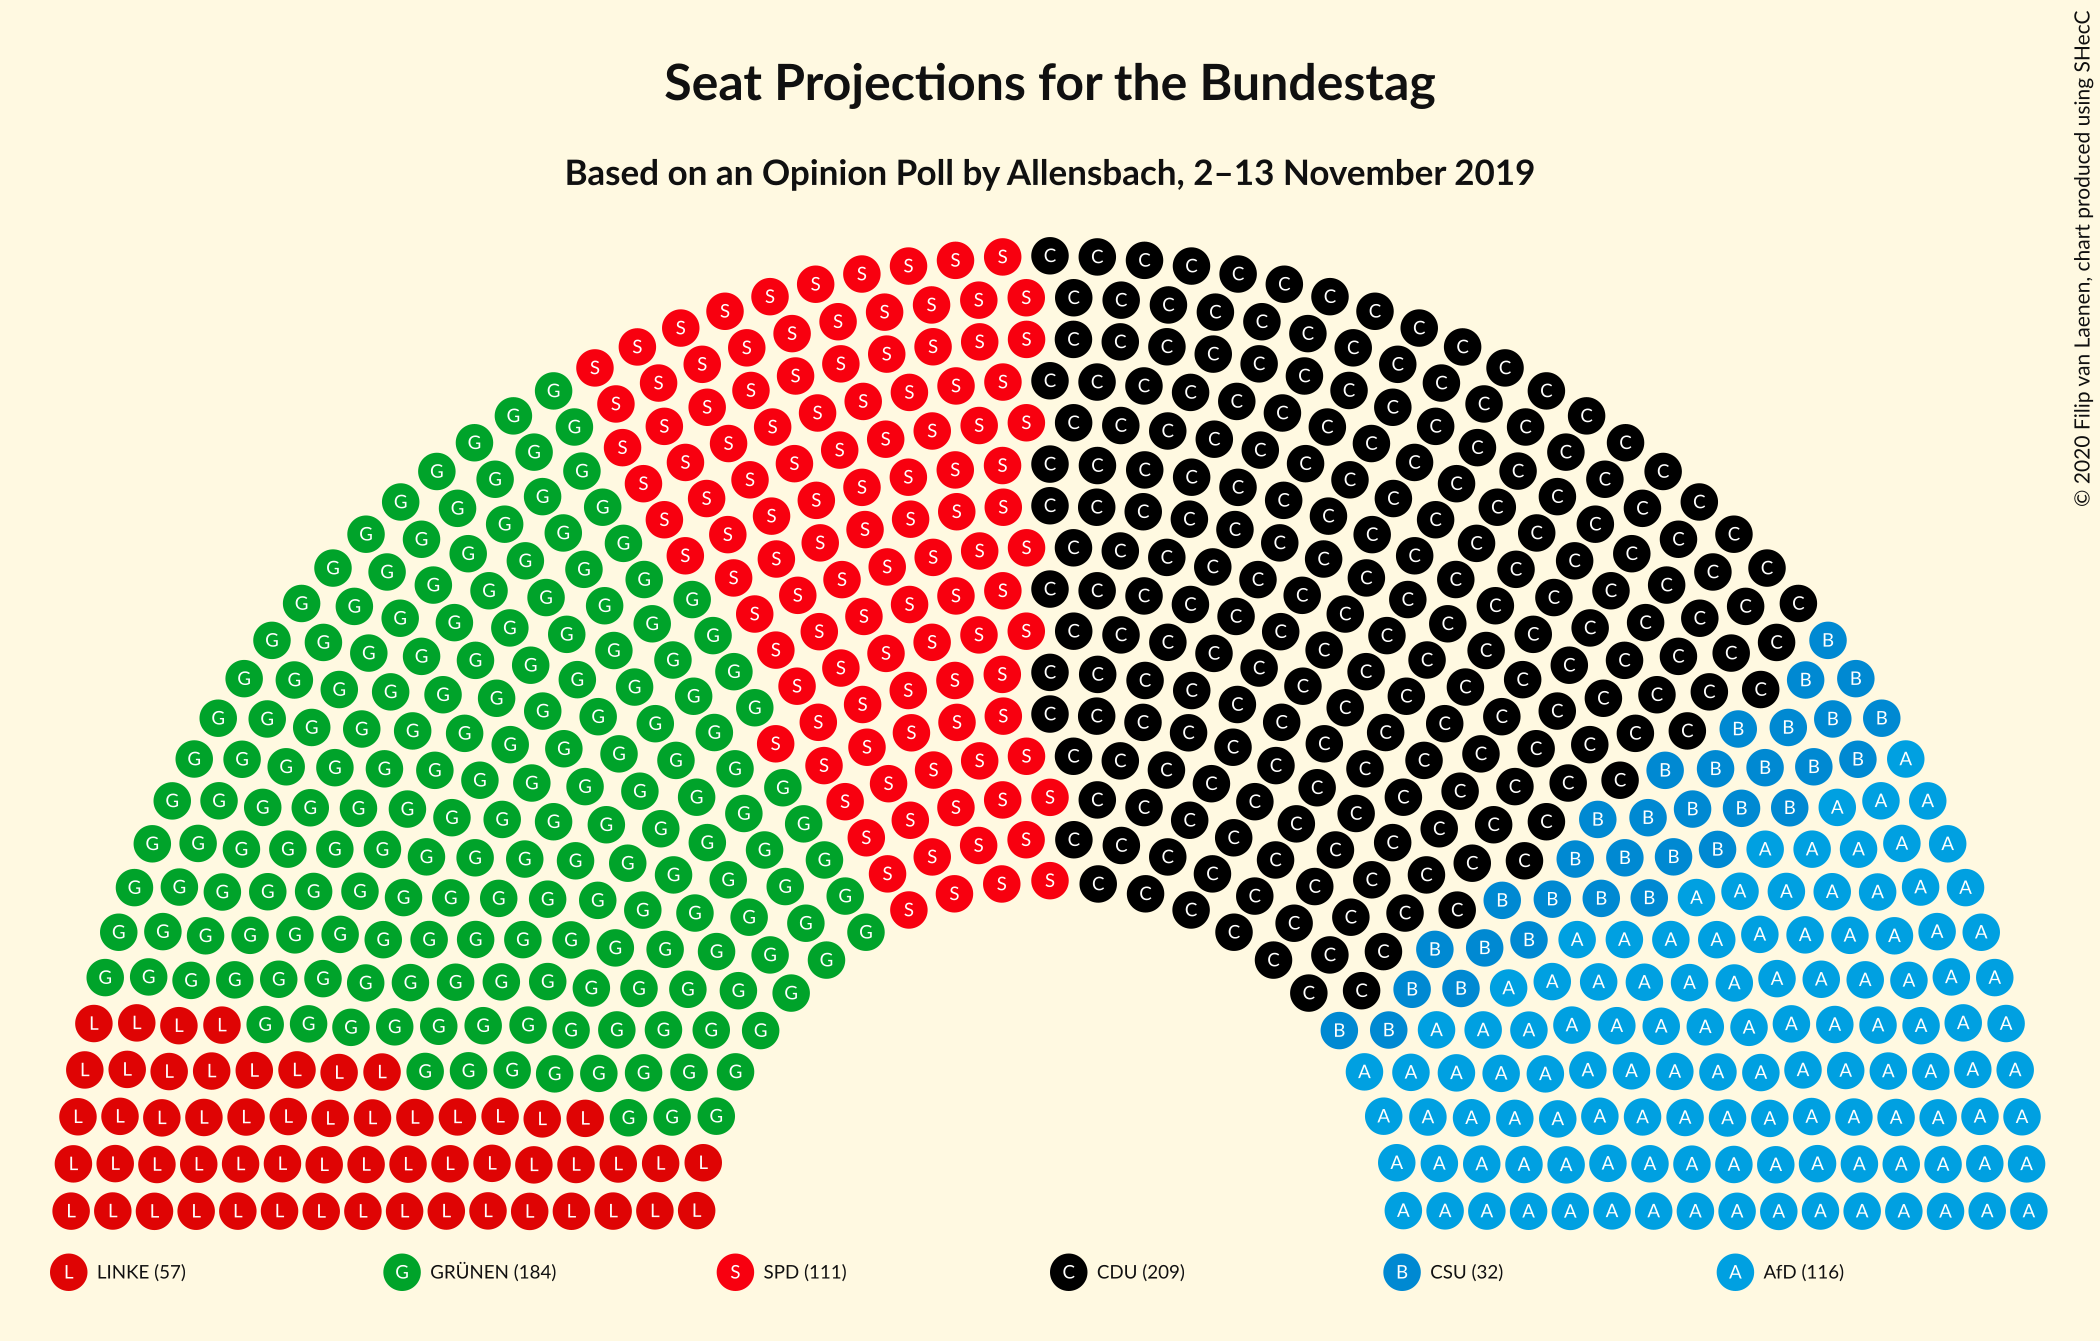 Seat Projections for the Bundestag
Based on an Opinion Poll by Allensbach, 2–13 November 2019
© 2020 Filip van Laenen, chart produced using SHecC
L LINKE (57)
G GRÜNEN (184)
S SPD (111)
C CDU (209)
B CSU (32)
A AfD (116)